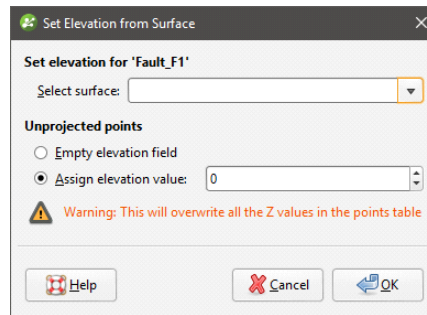 Set Elevation from Surface
Set elevation for 'Fault_F1'
Select surface:
Unprojected points
Empty elevation field
Assign elevation value: 0
Warning: This will overwrite all the Z values in the points table
Help Cancel OK